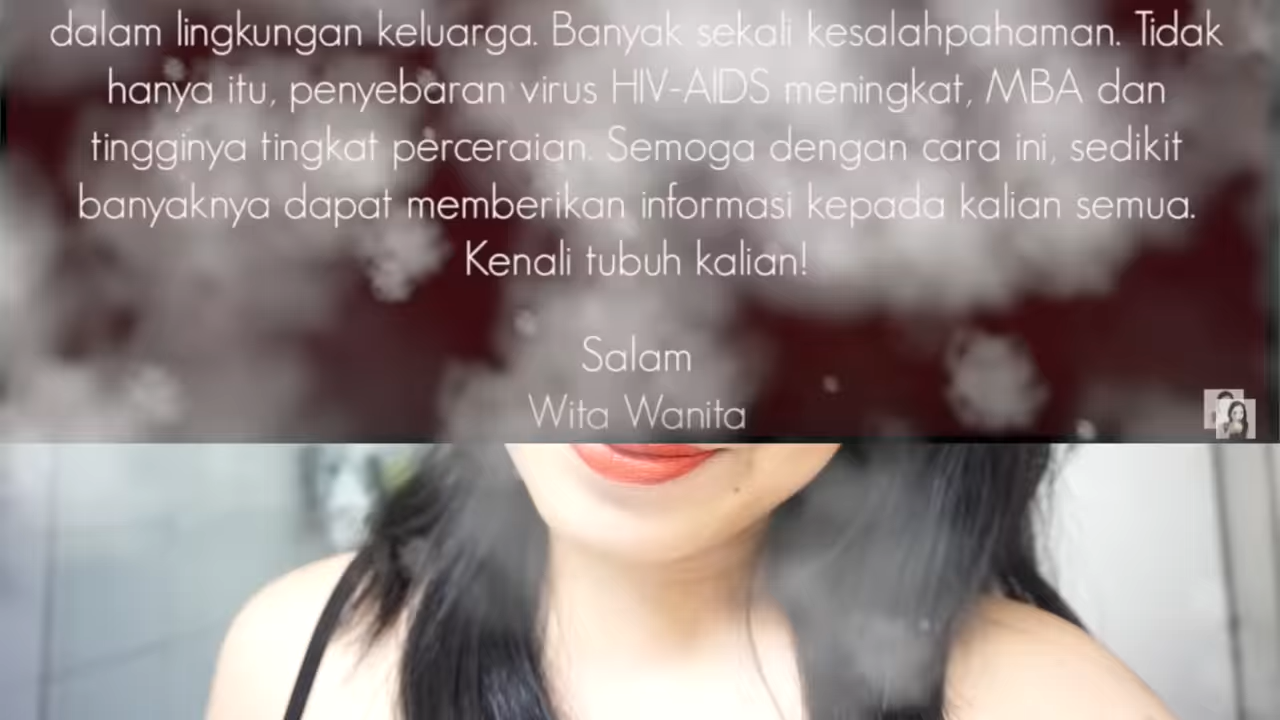 dalam lingkungan keluarga. Banyak sekali kesalahpahaman. Tidak
hanya itu, penyebaran virus HIV-AIDS meningkat, MBA dan
tingginya tingkat perceraian. Semoga dengan cara ini, sedikit
banyaknya dapat memberikan informasi kepada kalian semua.
Kenali tubuh kalian!
Salam
Wita Wanita